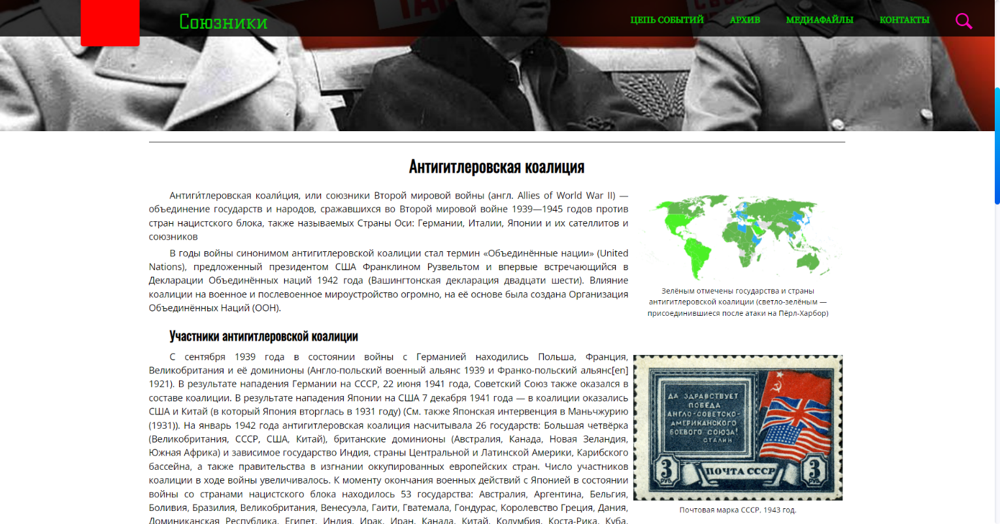 Союзники
ЦЕПЬ СОБЫТИЙ
АРХИВ
МЕДИАФАЙЛЫ
КОНТАКТЫ
Антигитлеровская коалиция
Антиги́тлеровская коали́ция, или союзники Второй мировой войны (англ. Allies of World War II) —
объединение государств и народов, сражавшихся во Второй мировой войне 1939—1945 годов против
стран нацистского блока, также называемых Страны Оси: Германии, Италии, Японии и их сателлитов и
союзников
В годы войны синонимом антигитлеровской коалиции стал термин «Объединённые нации» (United
Nations), предложенный президентом США Франклином Рузвельтом и впервые встречающийся в
Декларации Объединённых наций 1942 года (Вашингтонская декларация двадцати шести). Влияние
коалиции на военное и послевоенное мироустройство огромно, на её основе была создана Организация
Объединённых Наций (ООН).
Зелёным отмечены государства и страны
антигитлеровской коалиции (светло-зелёным —
присоединившиеся после атаки на Пёрл-Харбор)
Участники антигитлеровской коалиции
С сентября 1939 года в состоянии войны с Германией находились Польша, Франция,
Великобритания и её доминионы (Англо-польский военный альянс 1939 и Франко-польский альянс[en]
1921). В результате нападения Германии на СССР, 22 июня 1941 года, Советский Союз также оказался в
составе коалиции. В результате нападения Японии на США 7 декабря 1941 года — в коалиции оказались
США и Китай (в который Япония вторглась в 1931 году) (См. также Японская интервенция в Маньчжурию
(1931)). На январь 1942 года антигитлеровская коалиция насчитывала 26 государств: Большая четвёрка
(Великобритания, СССР, США, Китай), британские доминионы (Австралия, Канада, Новая Зеландия,
Южная Африка) и зависимое государство Индия, страны Центральной и Латинской Америки, Карибского
бассейна, а также правительства в изгнании оккупированных европейских стран. Число участников
коалиции в ходе войны увеличивалось. К моменту окончания военных действий с Японией в состоянии
войны со странами нацистского блока находилось 53 государства: Австралия, Аргентина, Бельгия,
Боливия, Бразилия, Великобритания, Венесуэла, Гаити, Гватемала, Гондурас, Королевство Греция, Дания,
Доминиканская Республика, Египет, Индия, Ирак, Иран, Канада, Китай, Колумбия, Коста-Рика, Куба,
ДА ЗДРАВСТВУЕТ
ПОБЕДА
АНГЛО-СОВЕТСКО-
АМЕРИКАНСКОГО
БОЕВОГО СОЮЗА!
СТАЛИН
3
РУБ.
ПОЧТА СССР
3
РУБ.
Почтовая марка СССР, 1943 год.